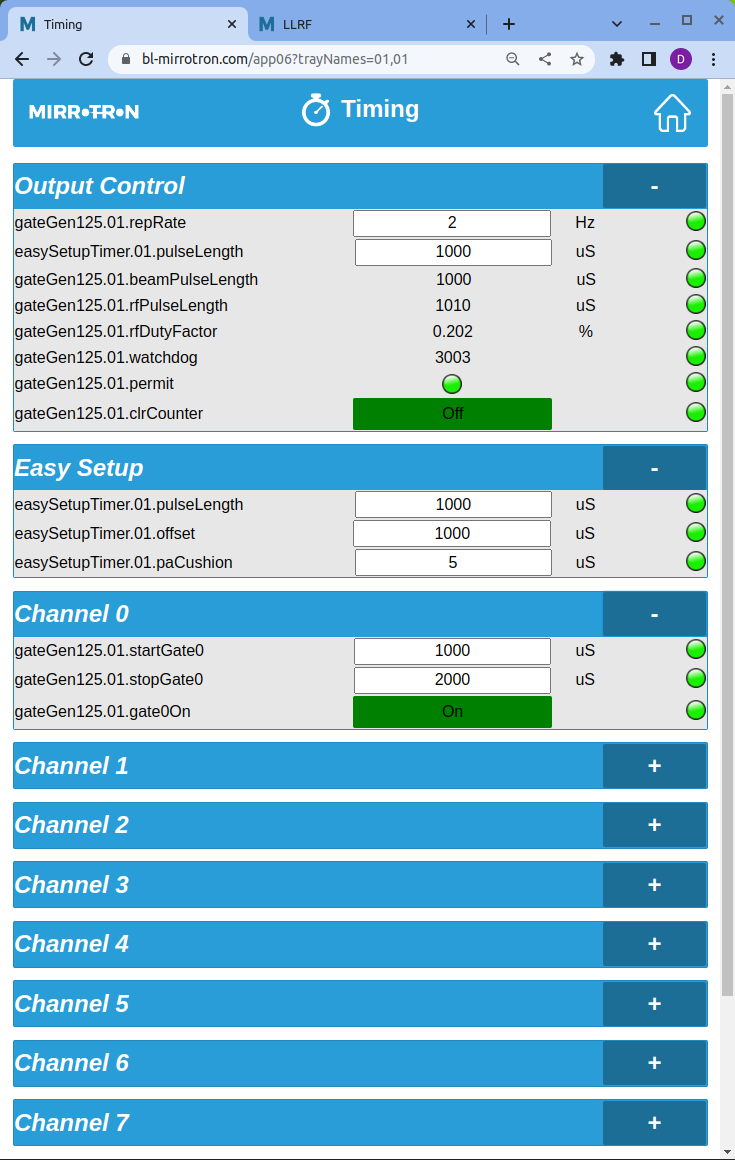 Timing
LLRF
bl-mirrotron.com/app06?trayNames=01,01
D
MIRROTRON
Timing
Output Control -
gateGen125.01.repRate 2 Hz
easySetupTimer.01.pulseLength 1000 uS
gateGen125.01.beamPulseLength 1000 uS
gateGen125.01.rfPulseLength 1010 uS
gateGen125.01.rfDutyFactor 0.202 %
gateGen125.01.watchdog 3003
gateGen125.01.permit
gateGen125.01.clrCounter Off
Easy Setup -
easySetupTimer.01.pulseLength 1000 uS
easySetupTimer.01.offset 1000 uS
easySetupTimer.01.paCushion 5 uS
Channel 0 -
gateGen125.01.startGate0 1000 uS
gateGen125.01.stopGate0 2000 uS
gateGen125.01.gate0On On
Channel 1 +
Channel 2 +
Channel 3 +
Channel 4 +
Channel 5 +
Channel 6 +
Channel 7 +